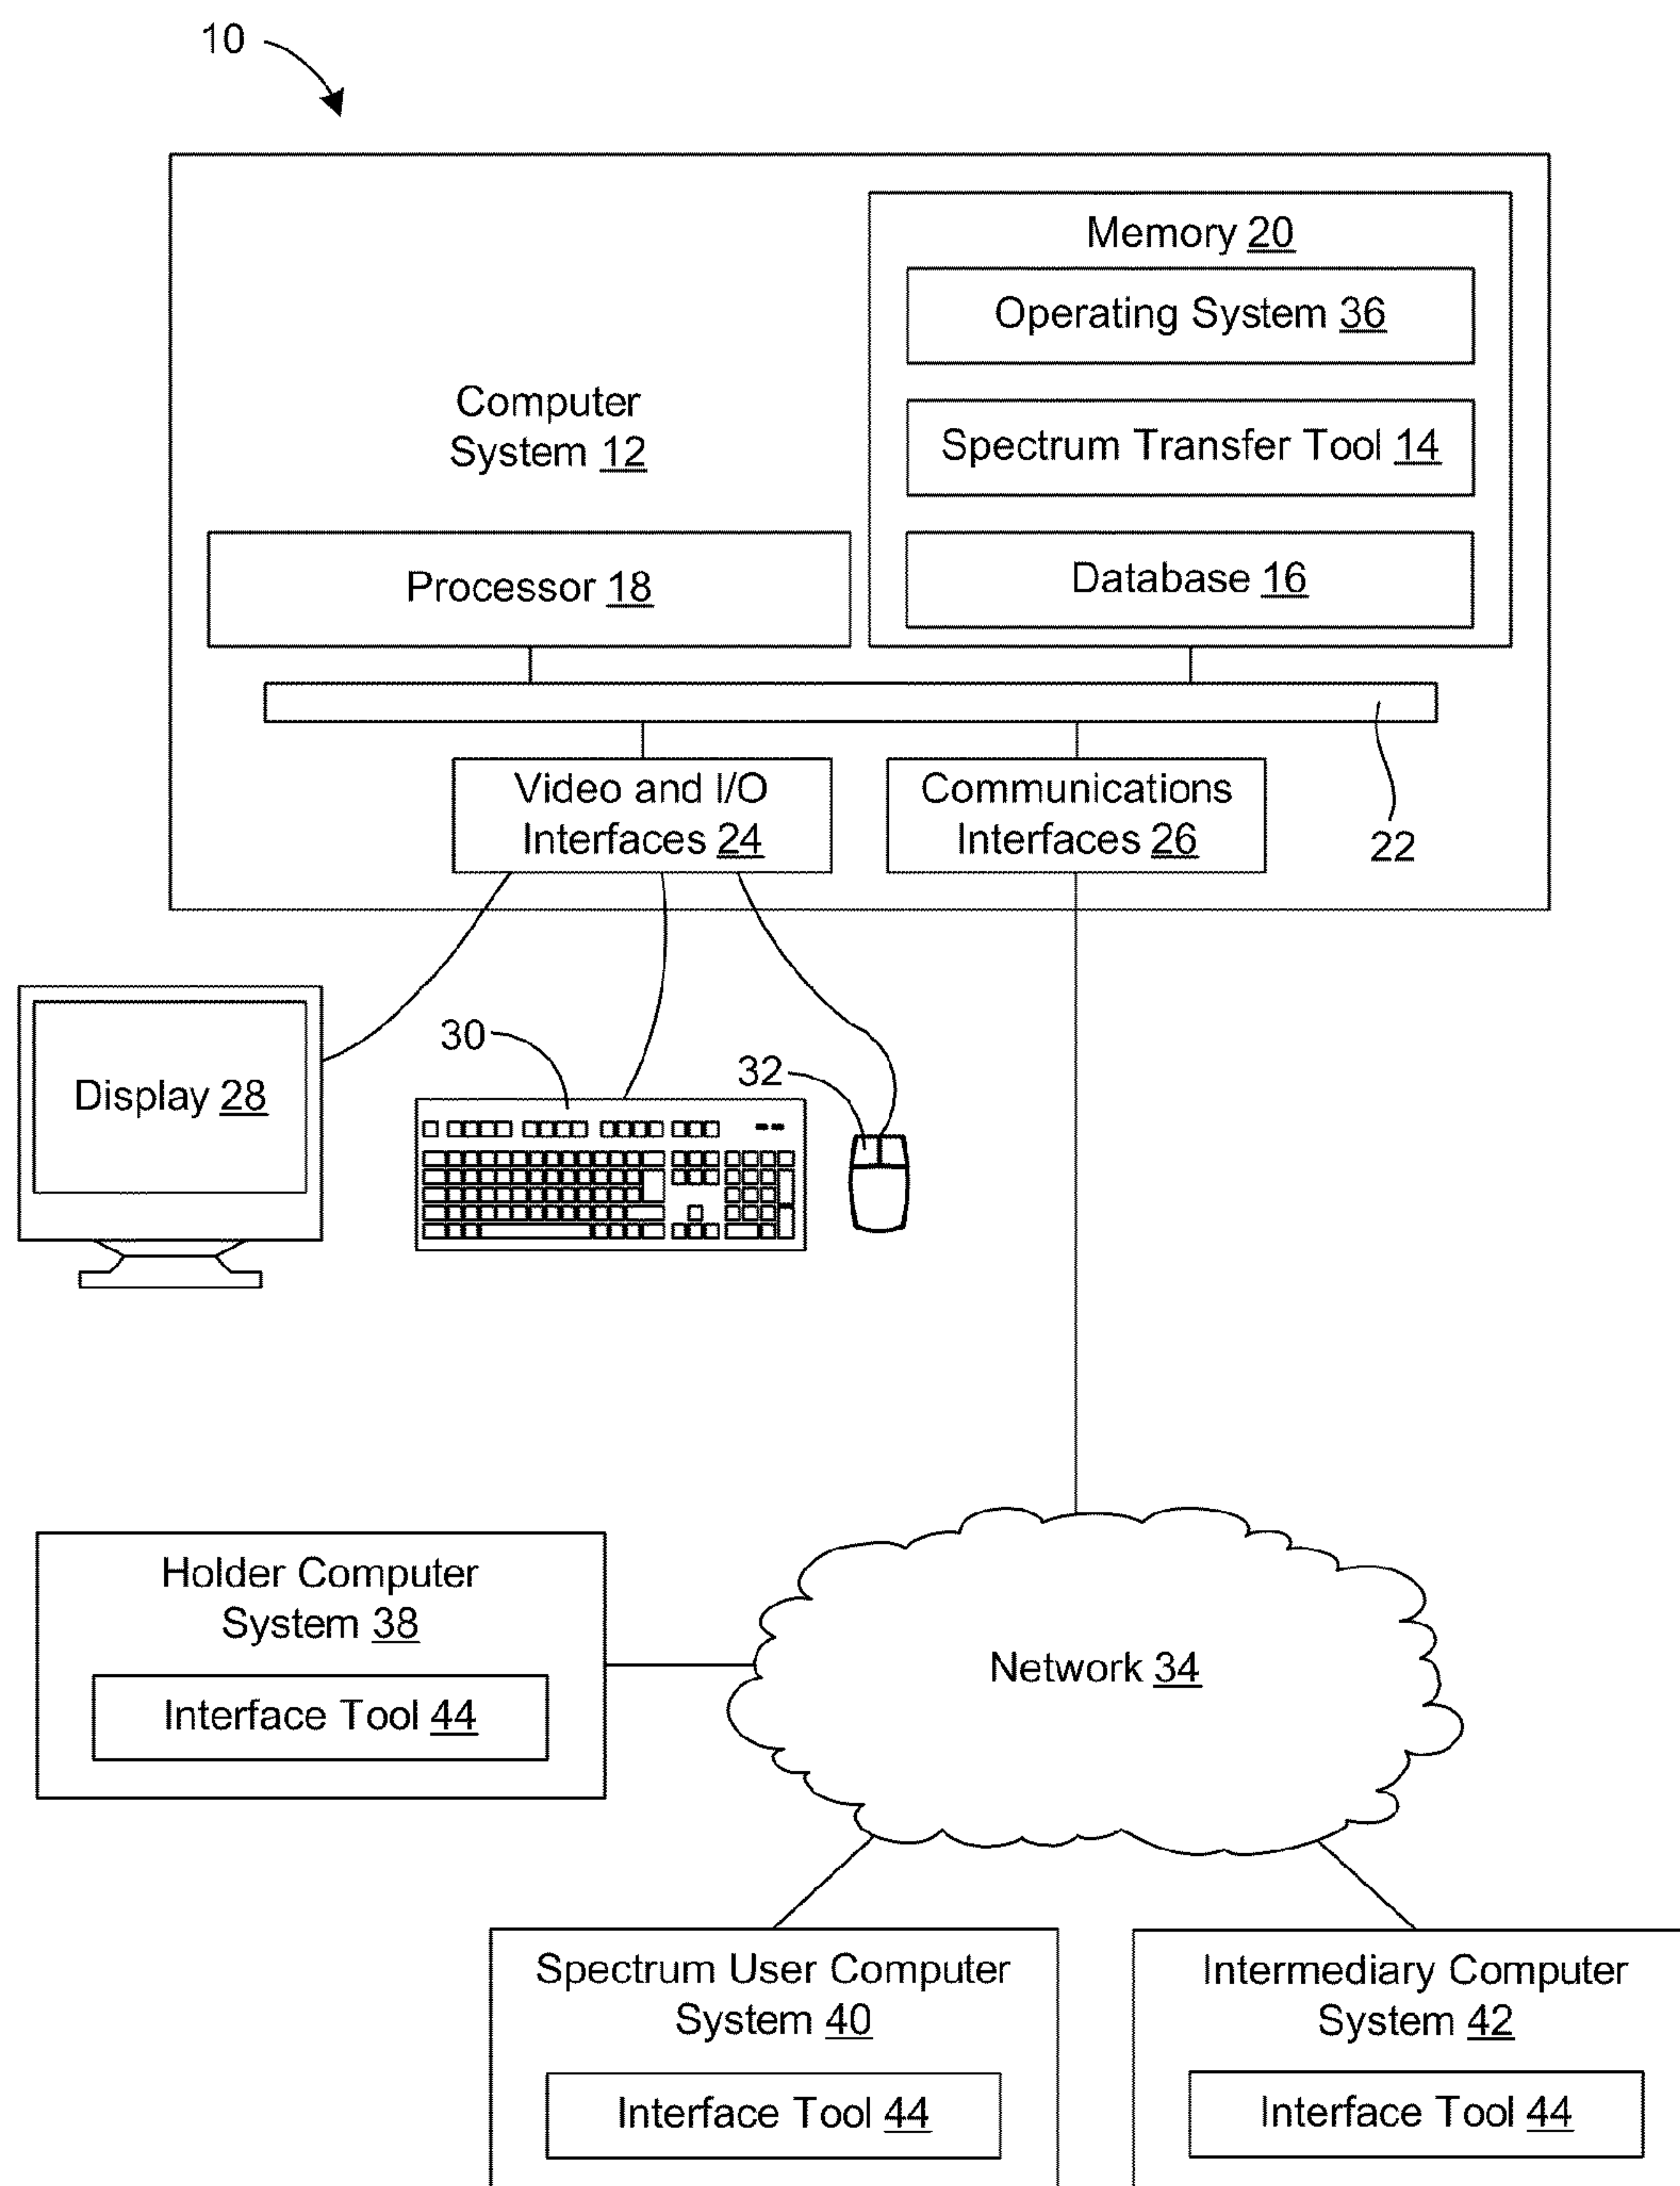 10
Memory 20
Operating System 36
Computer
System 12
Spectrum Transfer Tool 14
Processor 18
Database 16
Video and I/O
Interfaces 24
Communications
Interfaces 26
22
Display 28
30
32
Holder Computer
System 38
Interface Tool 44
Network 34
Spectrum User Computer
System 40
Interface Tool 44
Intermediary Computer
System 42
Interface Tool 44